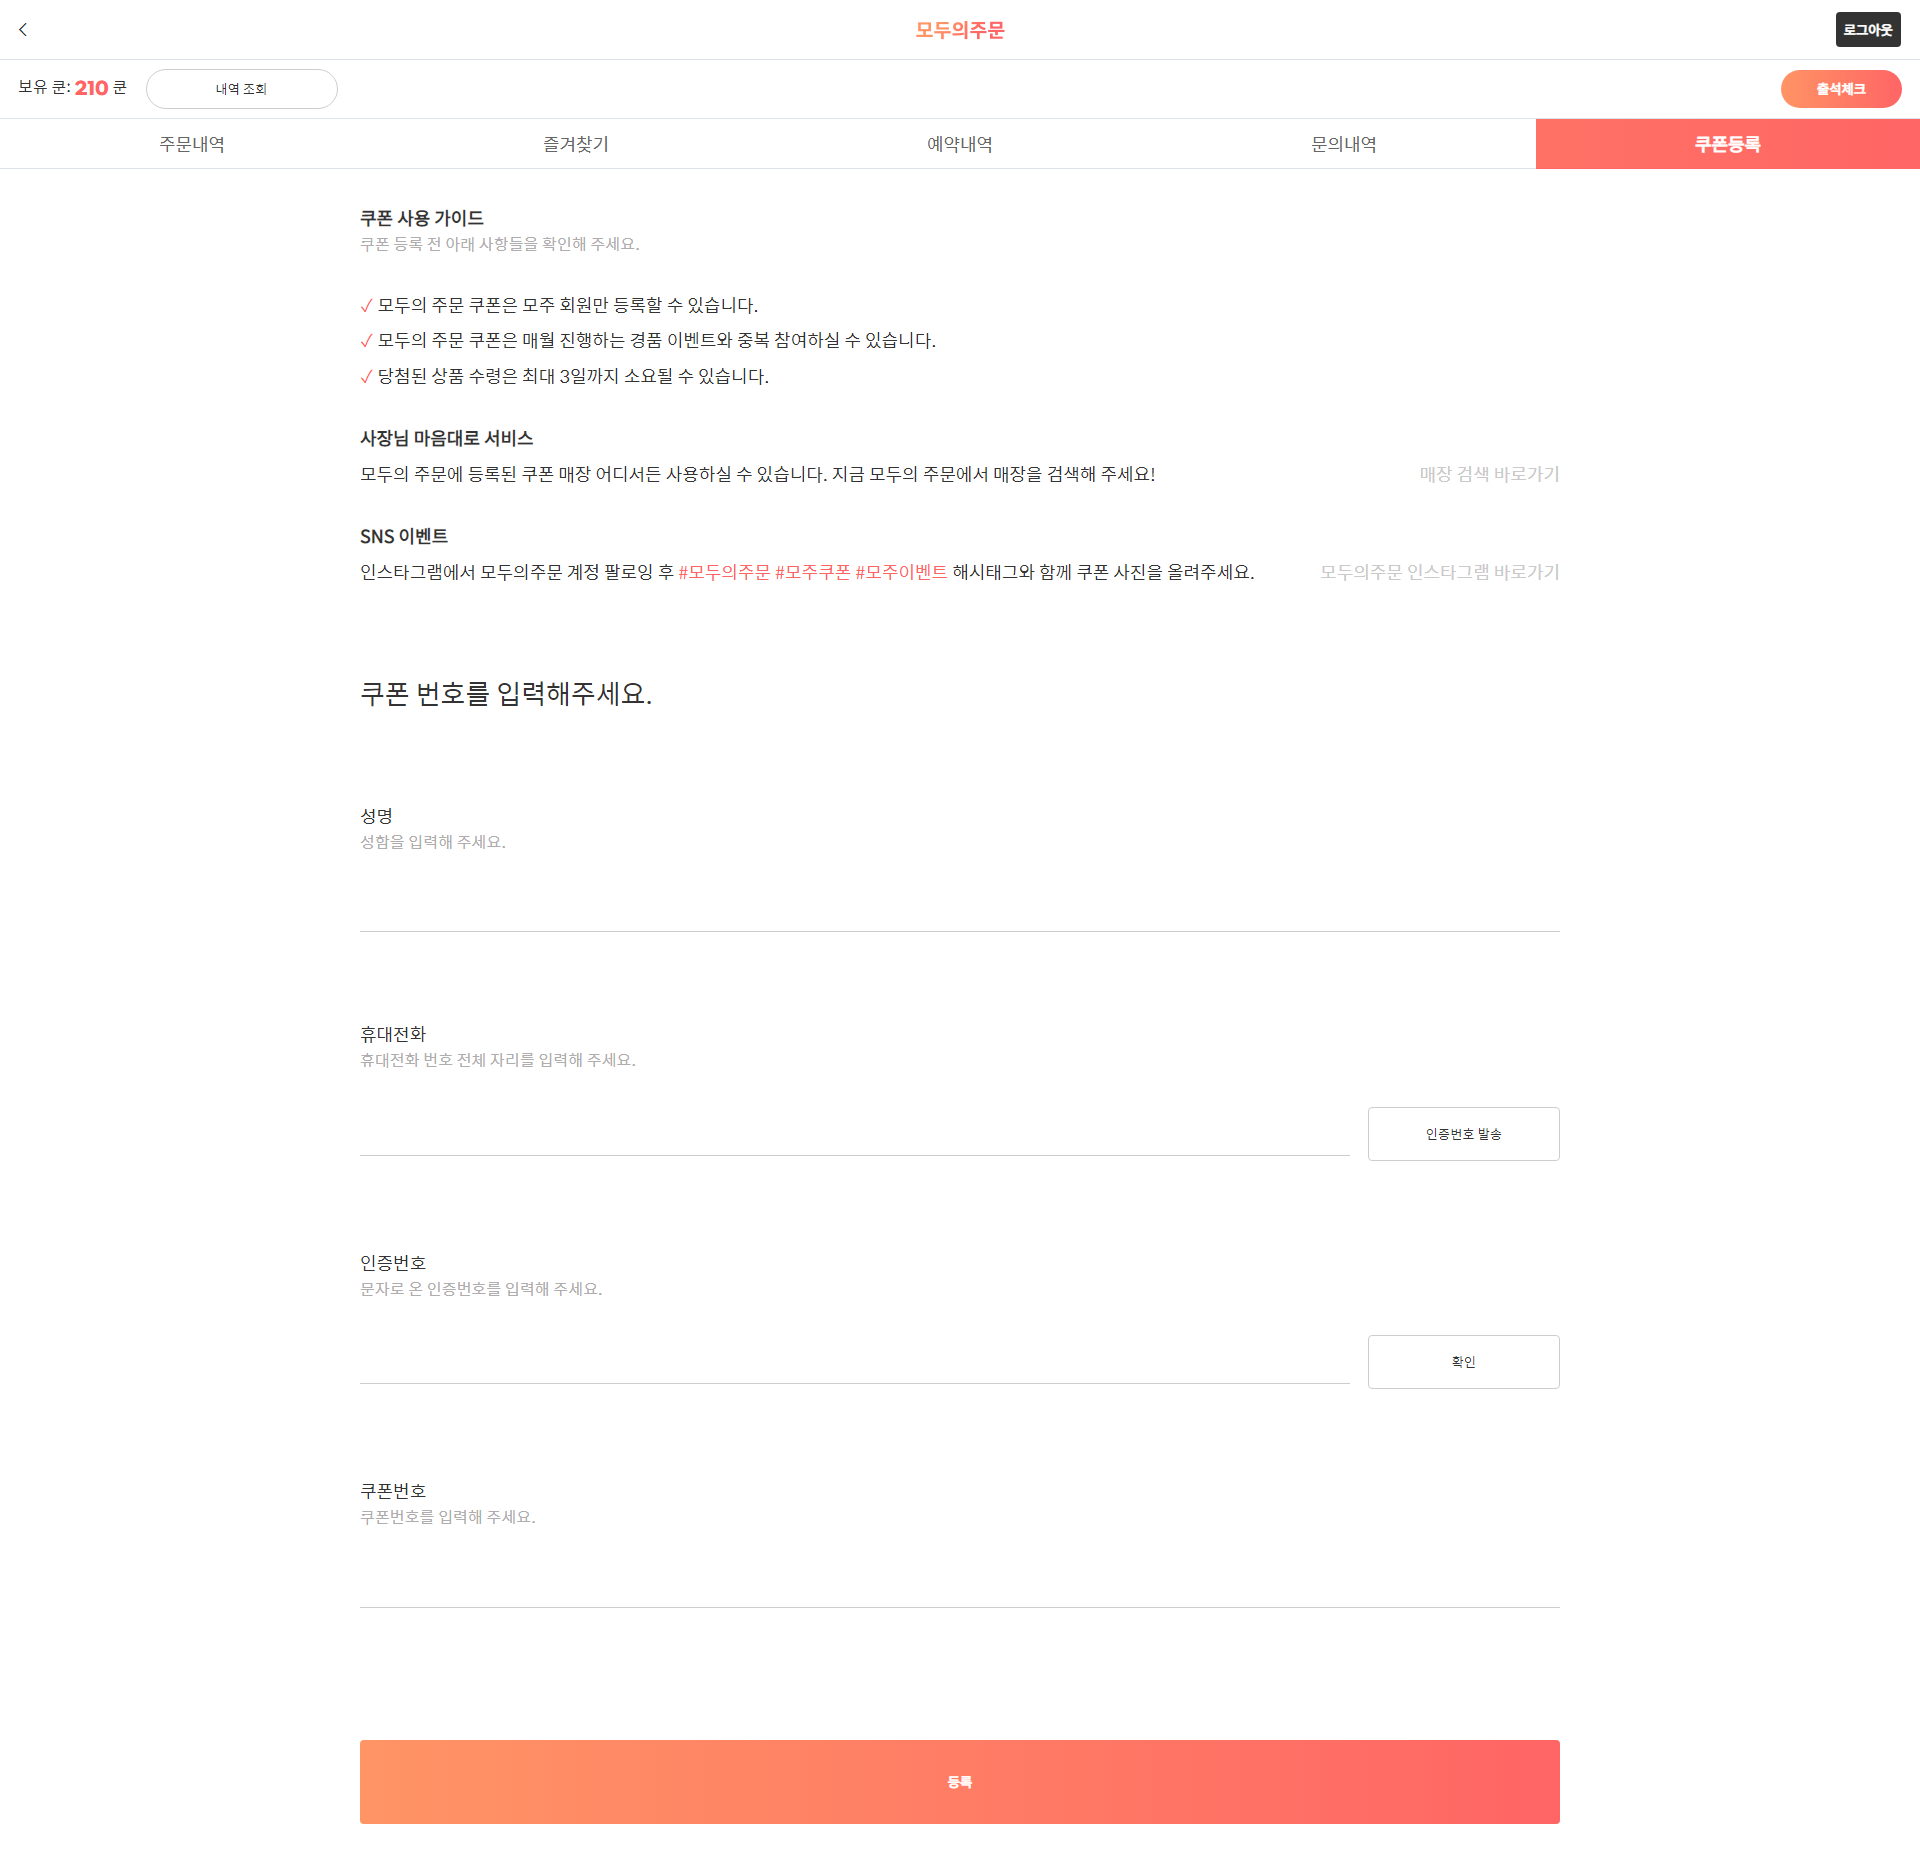 모두의주문
로그아웃
보유 쿤: 210 쿤
내역 조회
출석체크
주문내역
즐겨찾기
예약내역
문의내역
쿠폰등록
쿠폰 사용 가이드
쿠폰 등록 전 아래 사항들을 확인해 주세요.
✓ 모두의 주문 쿠폰은 모주 회원만 등록할 수 있습니다.
✓ 모두의 주문 쿠폰은 매월 진행하는 경품 이벤트와 중복 참여하실 수 있습니다.
✓ 당첨된 상품 수령은 최대 3일까지 소요될 수 있습니다.
사장님 마음대로 서비스
모두의 주문에 등록된 쿠폰 매장 어디서든 사용하실 수 있습니다. 지금 모두의 주문에서 매장을 검색해 주세요!
매장 검색 바로가기
SNS 이벤트
인스타그램에서 모두의주문 계정 팔로잉 후 #모두의주문 #모주쿠폰 #모주이벤트 해시태그와 함께 쿠폰 사진을 올려주세요.
모두의주문 인스타그램 바로가기
쿠폰 번호를 입력해주세요.
성명
성함을 입력해 주세요.
휴대전화
휴대전화 번호 전체 자리를 입력해 주세요.
인증번호 발송
인증번호
문자로 온 인증번호를 입력해 주세요.
확인
쿠폰번호
쿠폰번호를 입력해 주세요.
등록